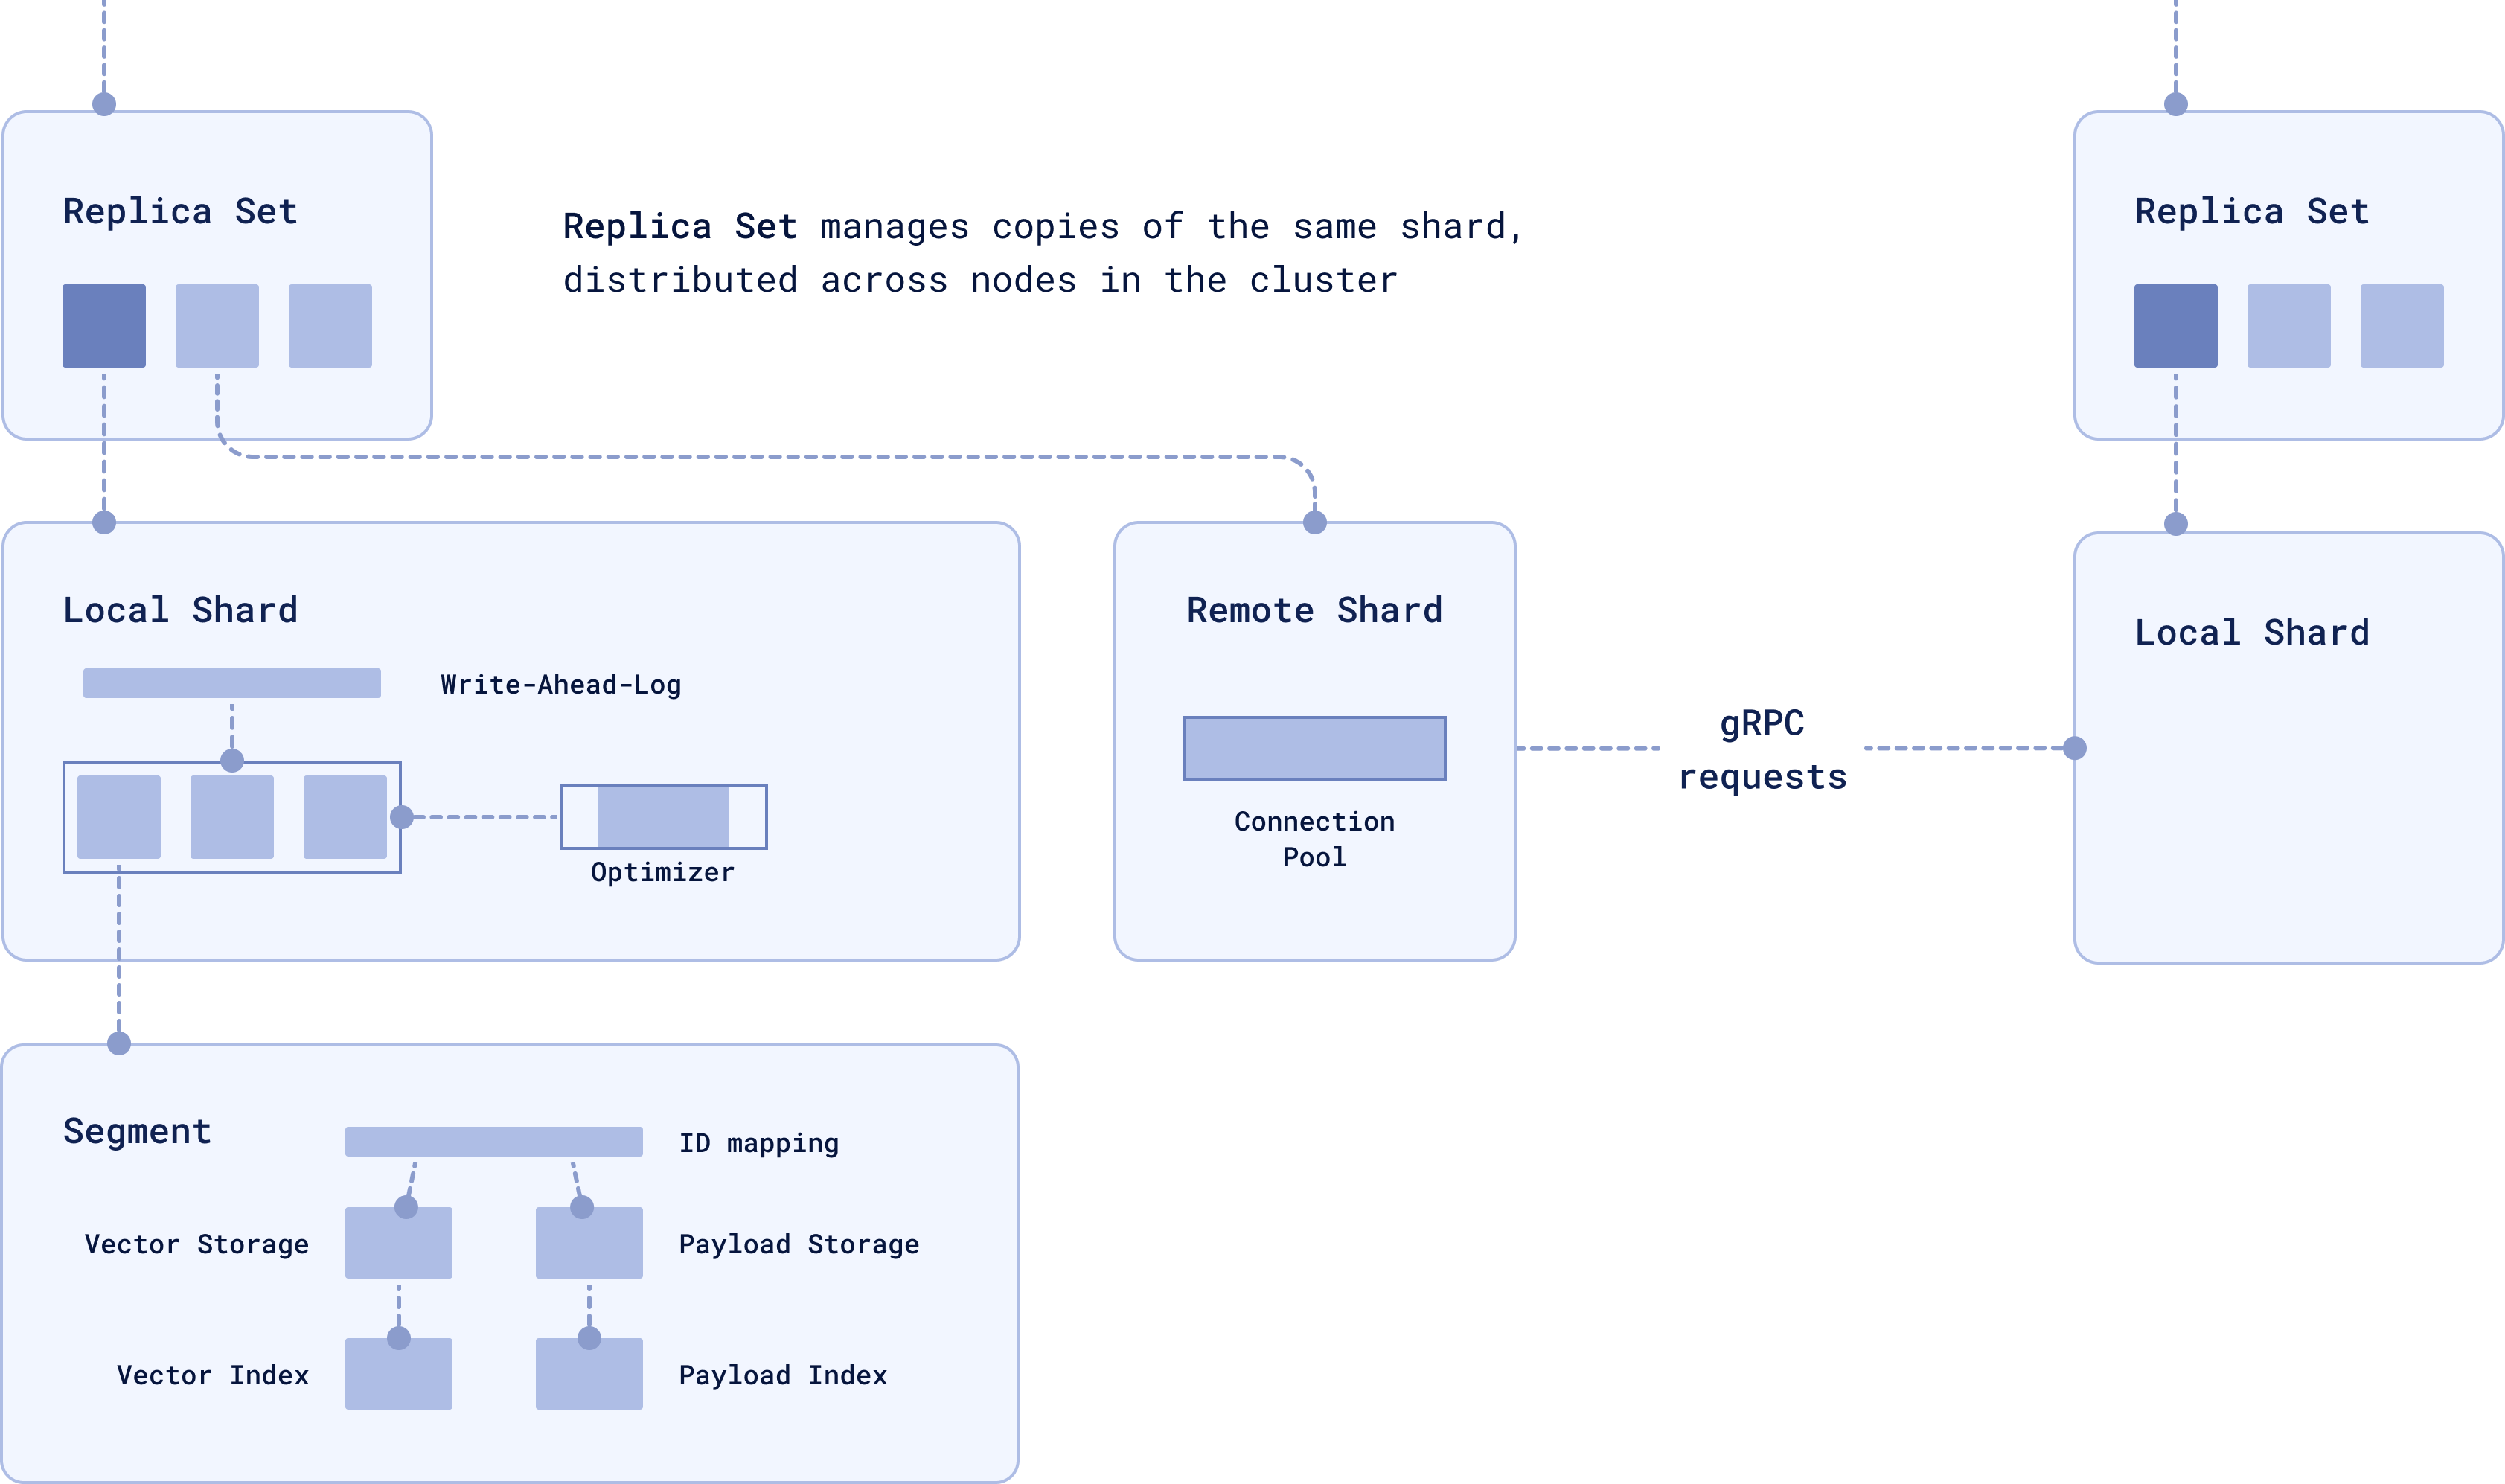 Replica Set
Replica Set manages copies of the same shard,
distributed across nodes in the cluster
Replica Set
Local Shard
Write-Ahead-Log
Optimizer
Remote Shard
Connection
Pool
gRPC
requests
Local Shard
Segment
ID mapping
Vector Storage
Payload Storage
Vector Index
Payload Index